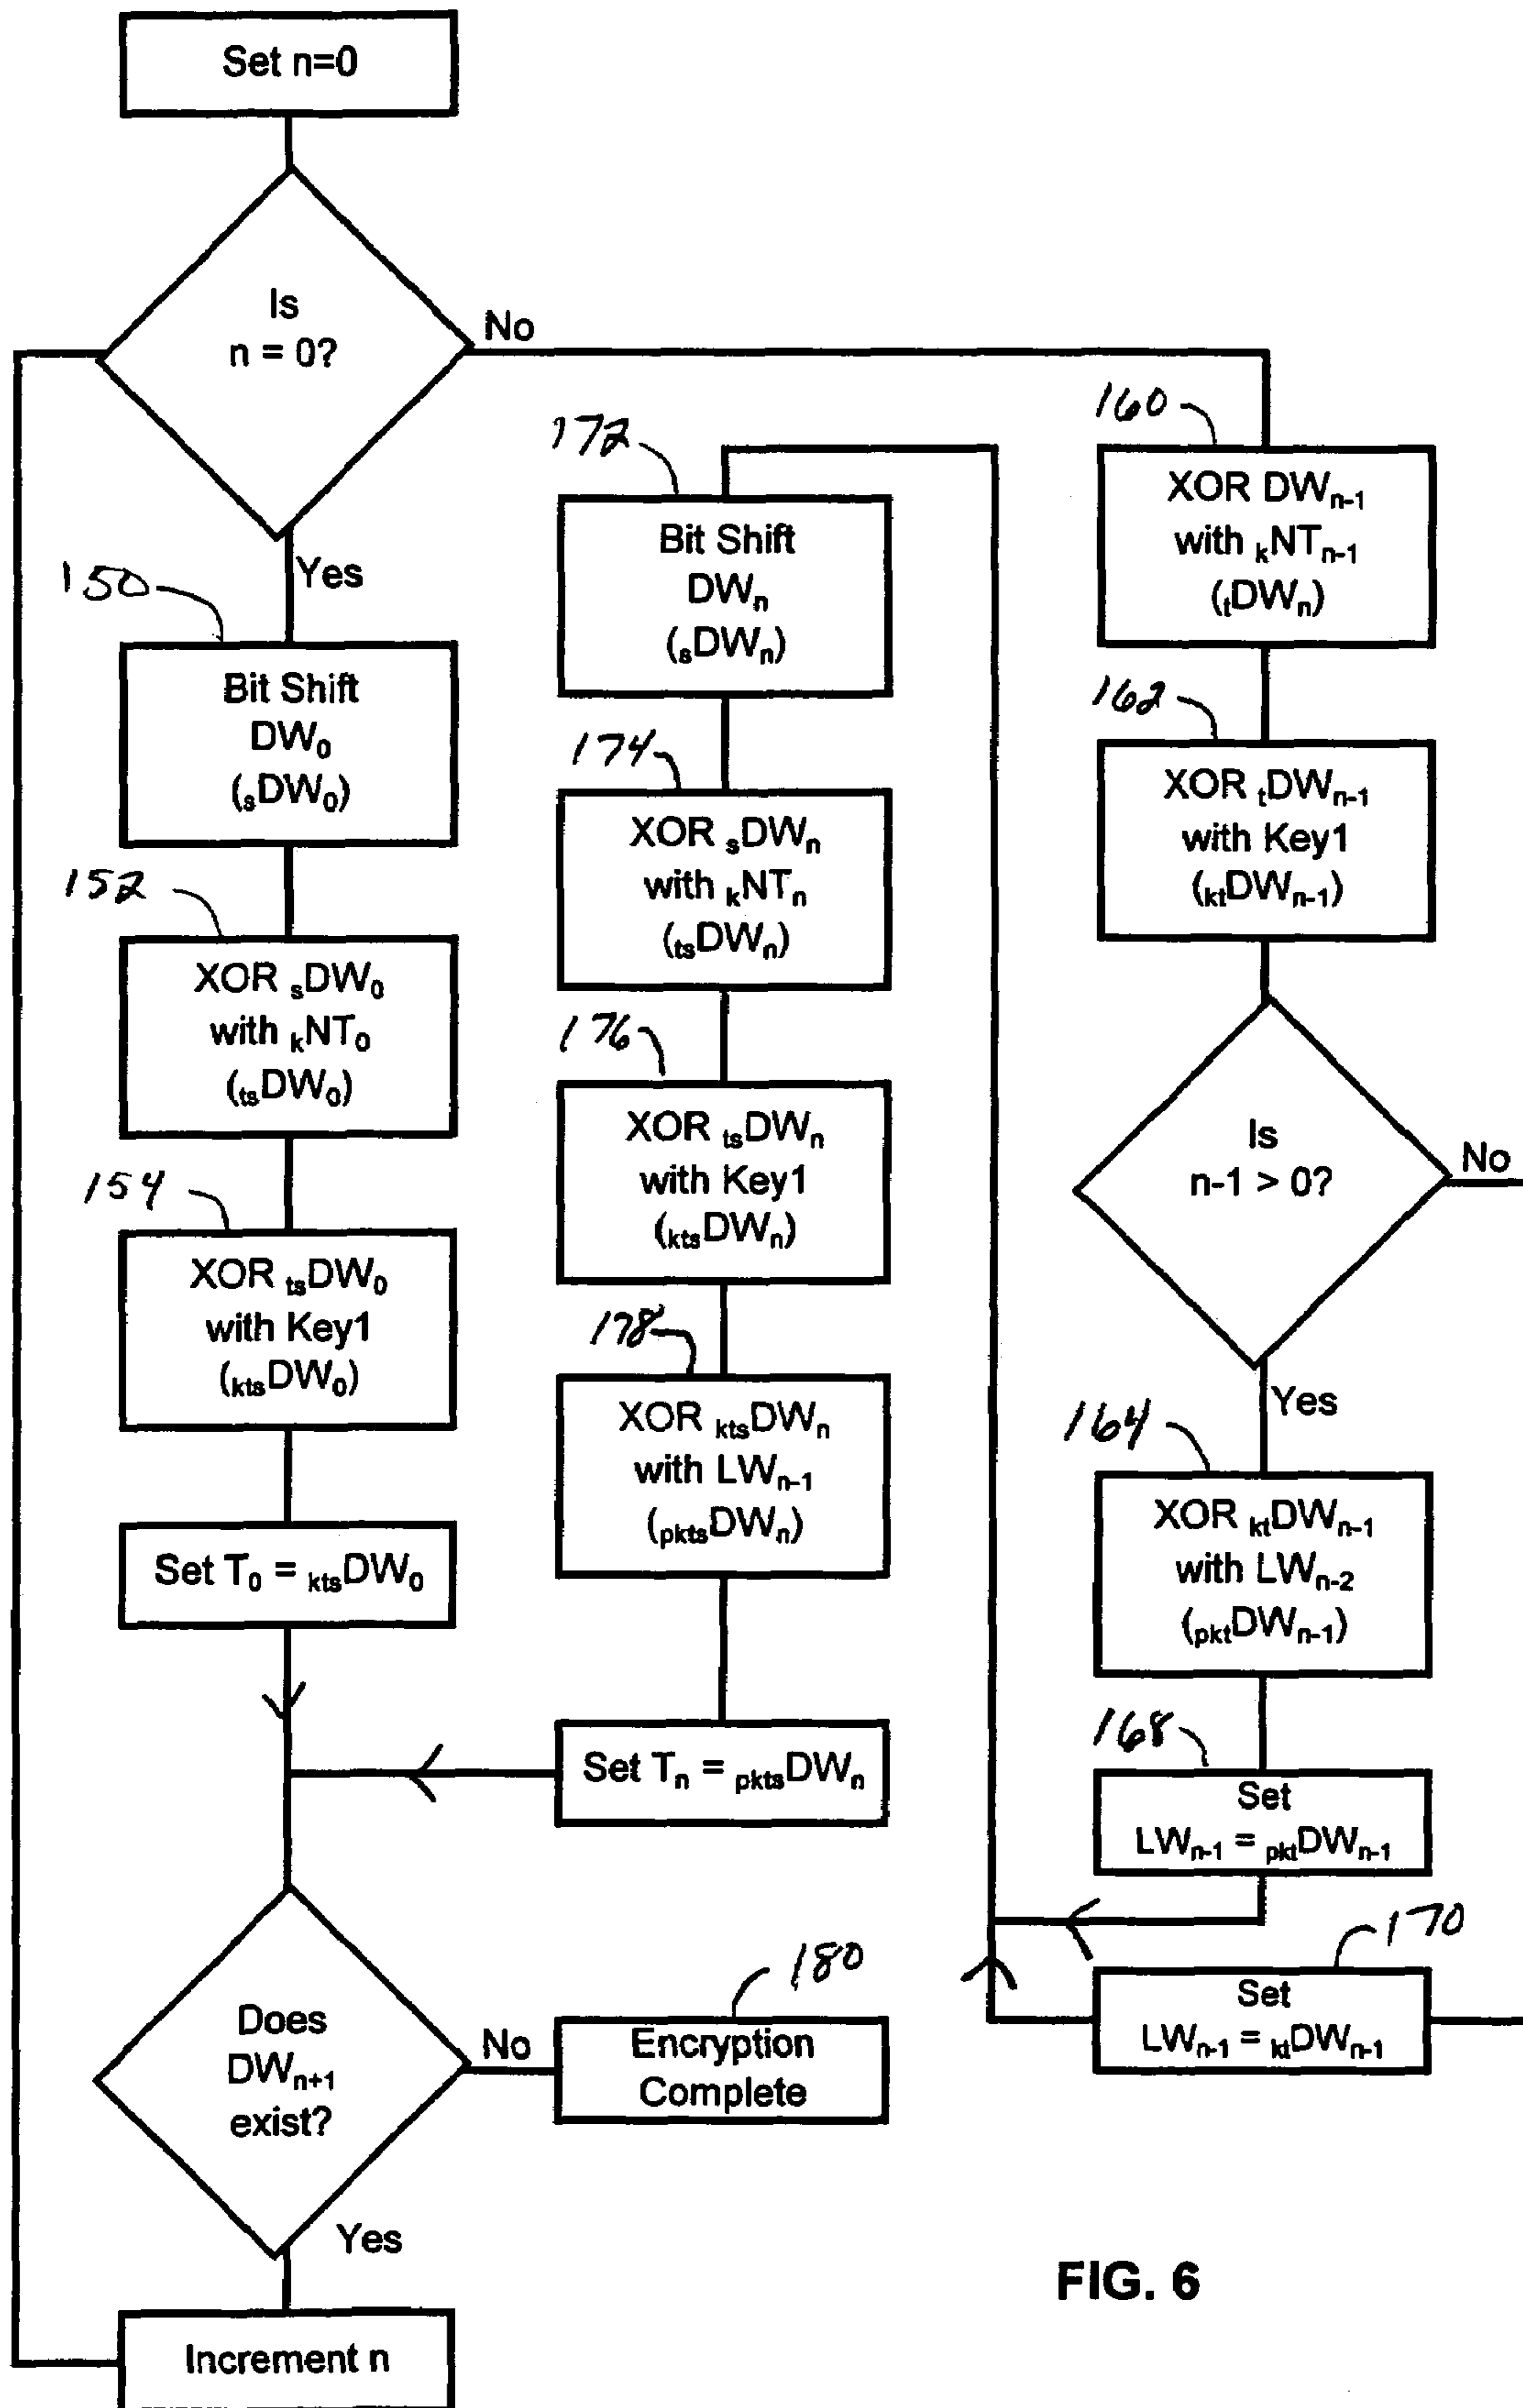 Set n=0
Is
n = 0?
No
Yes
150
Bit Shift
DW0
(sDW0)
152
XOR sDW0
with kNT0
(tsDW0)
154
XOR tsDW0
with Key1
(ktsDW0)
Set T0 = ktsDW0
Does
DWn+1
exist?
No
Yes
Increment n
172
Bit Shift
DWn
(sDWn)
174
XOR sDWn
with kNTn
(tsDWn)
176
XOR tsDWn
with Key1
(ktsDWn)
178
XOR ktsDWn
with LWn-1
(pktsDWn)
Set Tn = pktsDWn
180
Encryption
Complete
160
XOR DWn-1
with kNTn-1
(tDWn)
162
XOR tDWn-1
with Key1
(ktDWn-1)
Is
n-1 > 0?
No
Yes
164
XOR ktDWn-1
with LWn-2
(pktDWn-1)
168
Set
LWn-1 = pktDWn-1
170
Set
LWn-1 = ktDWn-1
FIG. 6